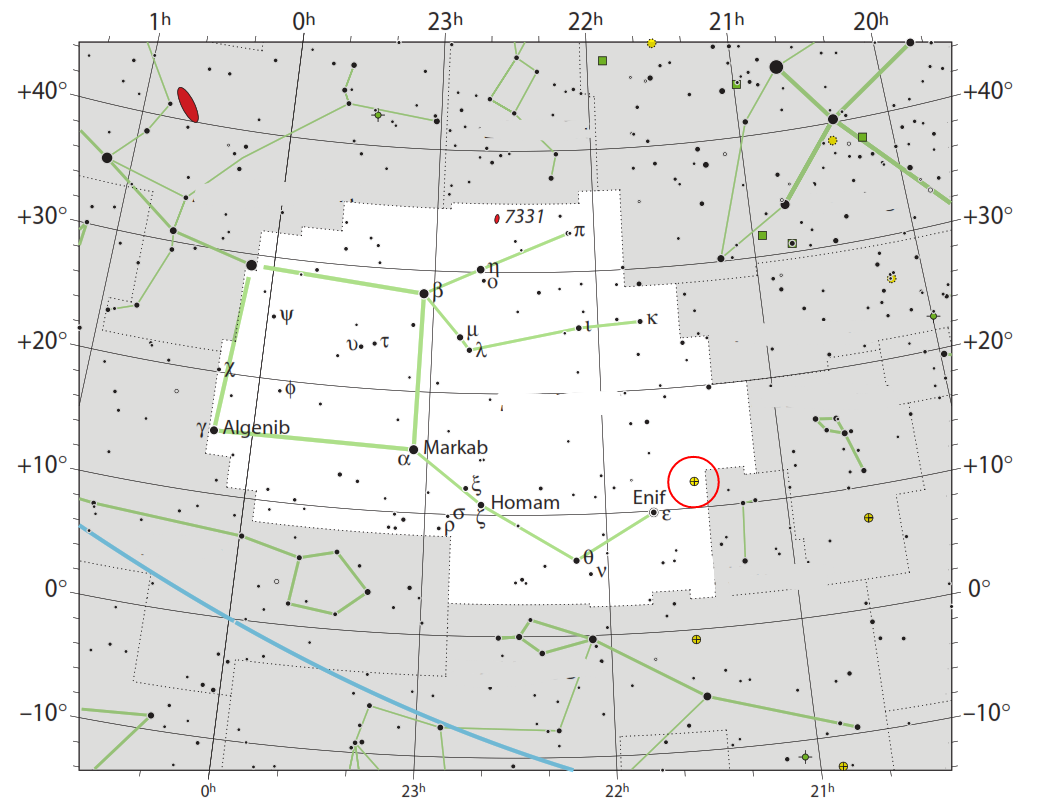 1h 0h 23h 22h 21h 20h
+40° +40°
+30° 7331 +30°
π
η
ο
β
ψ μ ι κ
υ τ λ
+20° +20°
χ φ
γ Algenib
α Markab
+10° +10°
ξ
Homam Enif
ρ σ ζ ε
θ
ν
0° 0°
–10° –10°
0h 23h 22h 21h